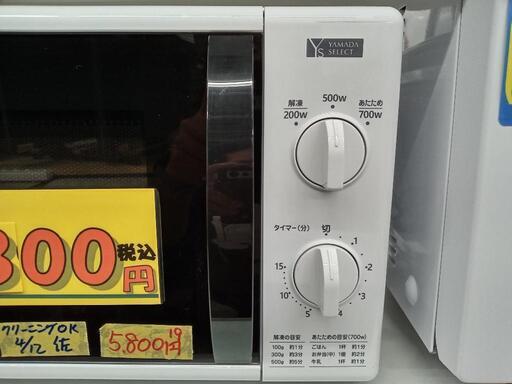 YS YAMADA
SELECT
500w
解凍 あたため
200w 700w
切
タイマー(分)
1
15 2
10 3
5 4
解凍の目安 あたための目安(700w)
100g 約1分 ごはん 1杯 約1分
300g 約3分 お弁当(中) 1個 約2分
500g 約5分 牛乳 1杯 約1分
800 税込
円
クリーニングOK
4/12 佐
5.800円